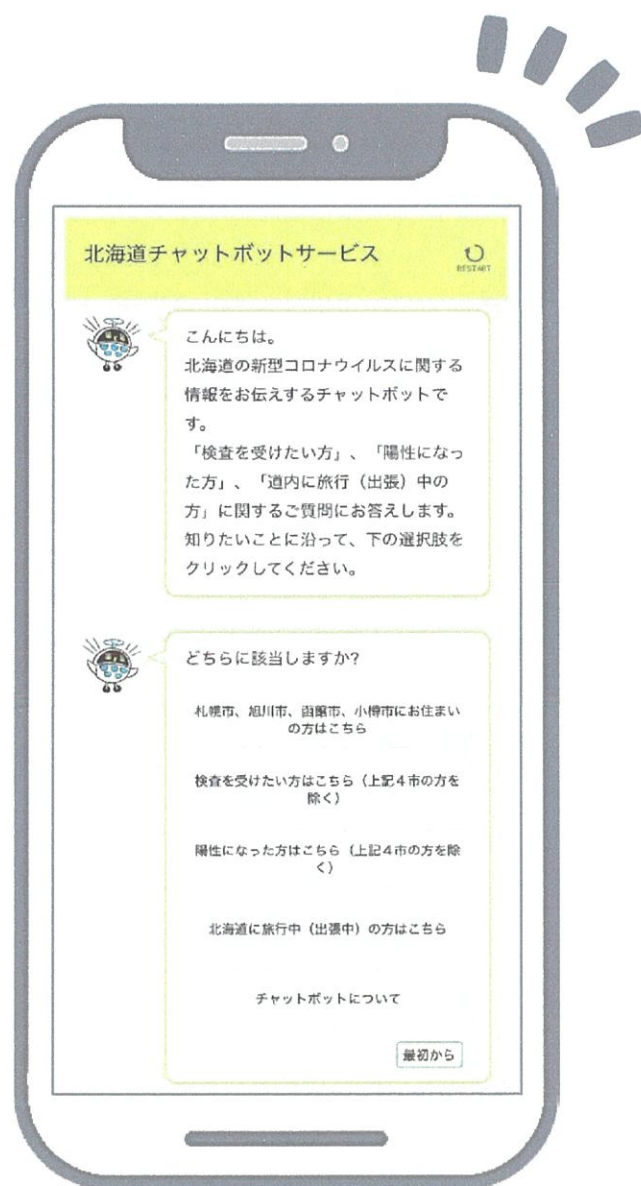 北海道チャットボットサービス
RESTART
こんにちは。
北海道の新型コロナウイルスに関する
情報をお伝えするチャットボットで
す。
「検査を受けたい方」、「陽性になっ
た方」、「道内に旅行（出張）中の
方」に関するご質問にお答えします。
知りたいことに沿って、下の選択肢を
クリックしてください。
どちらに該当しますか?
札幌市、旭川市、函館市、小樽市にお住まい
の方はこちら
検査を受けたい方はこちら（上記４市の方を
除く）
陽性になった方はこちら（上記４市の方を除
く）
北海道に旅行中（出張中）の方はこちら
チャットボットについて
最初から